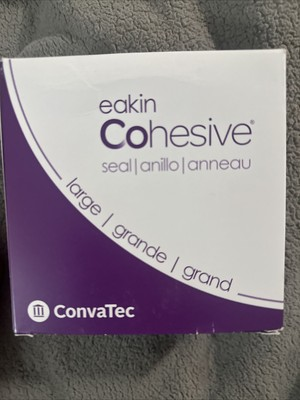 eakin
Cohesive®
seal|anillo|anneau
large / grande / grand
ConvaTec